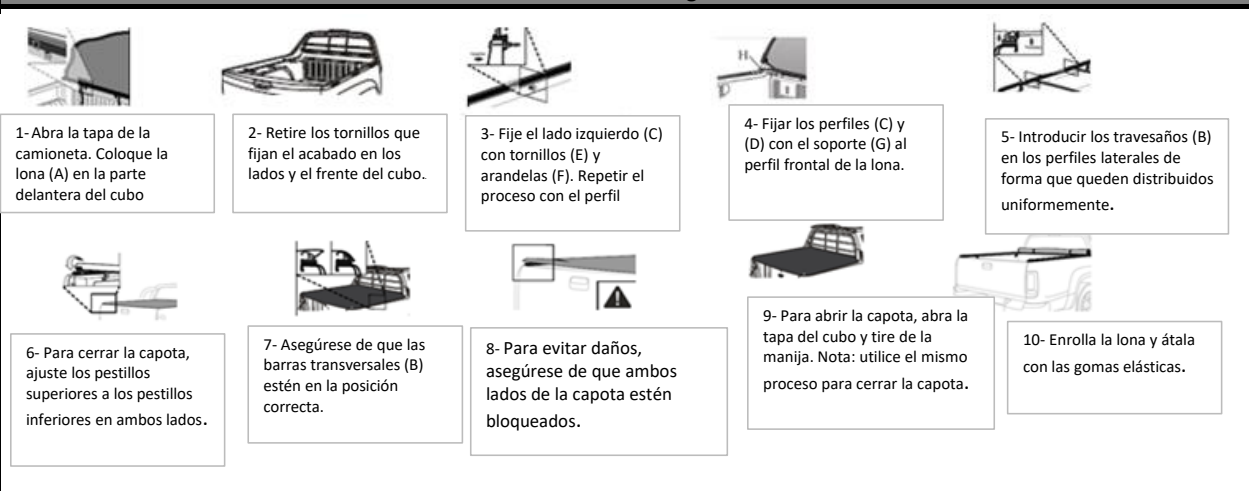 1- Abra la tapa de la
camioneta. Coloque la
lona (A) en la parte
delantera del cubo
2- Retire los tornillos que
fijan el acabado en los
lados y el frente del cubo.
3- Fije el lado izquierdo (C)
con tornillos (E) y
arandelas (F). Repetir el
proceso con el perfil
H
4- Fijar los perfiles (C) y
(D) con el soporte (G) al
perfil frontal de la lona.
5- Introducir los travesaños (B)
en los perfiles laterales de
forma que queden distribuidos
uniformemente.
6- Para cerrar la capota,
ajuste los pestillos
superiores a los pestillos
inferiores en ambos lados.
7- Asegúrese de que las
barras transversales (B)
estén en la posición
correcta.
8- Para evitar daños,
asegúrese de que ambos
lados de la capota estén
bloqueados.
9- Para abrir la capota, abra la
tapa del cubo y tire de la
manija. Nota: utilice el mismo
proceso para cerrar la capota.
10- Enrolla la lona y átala
con las gomas elásticas.